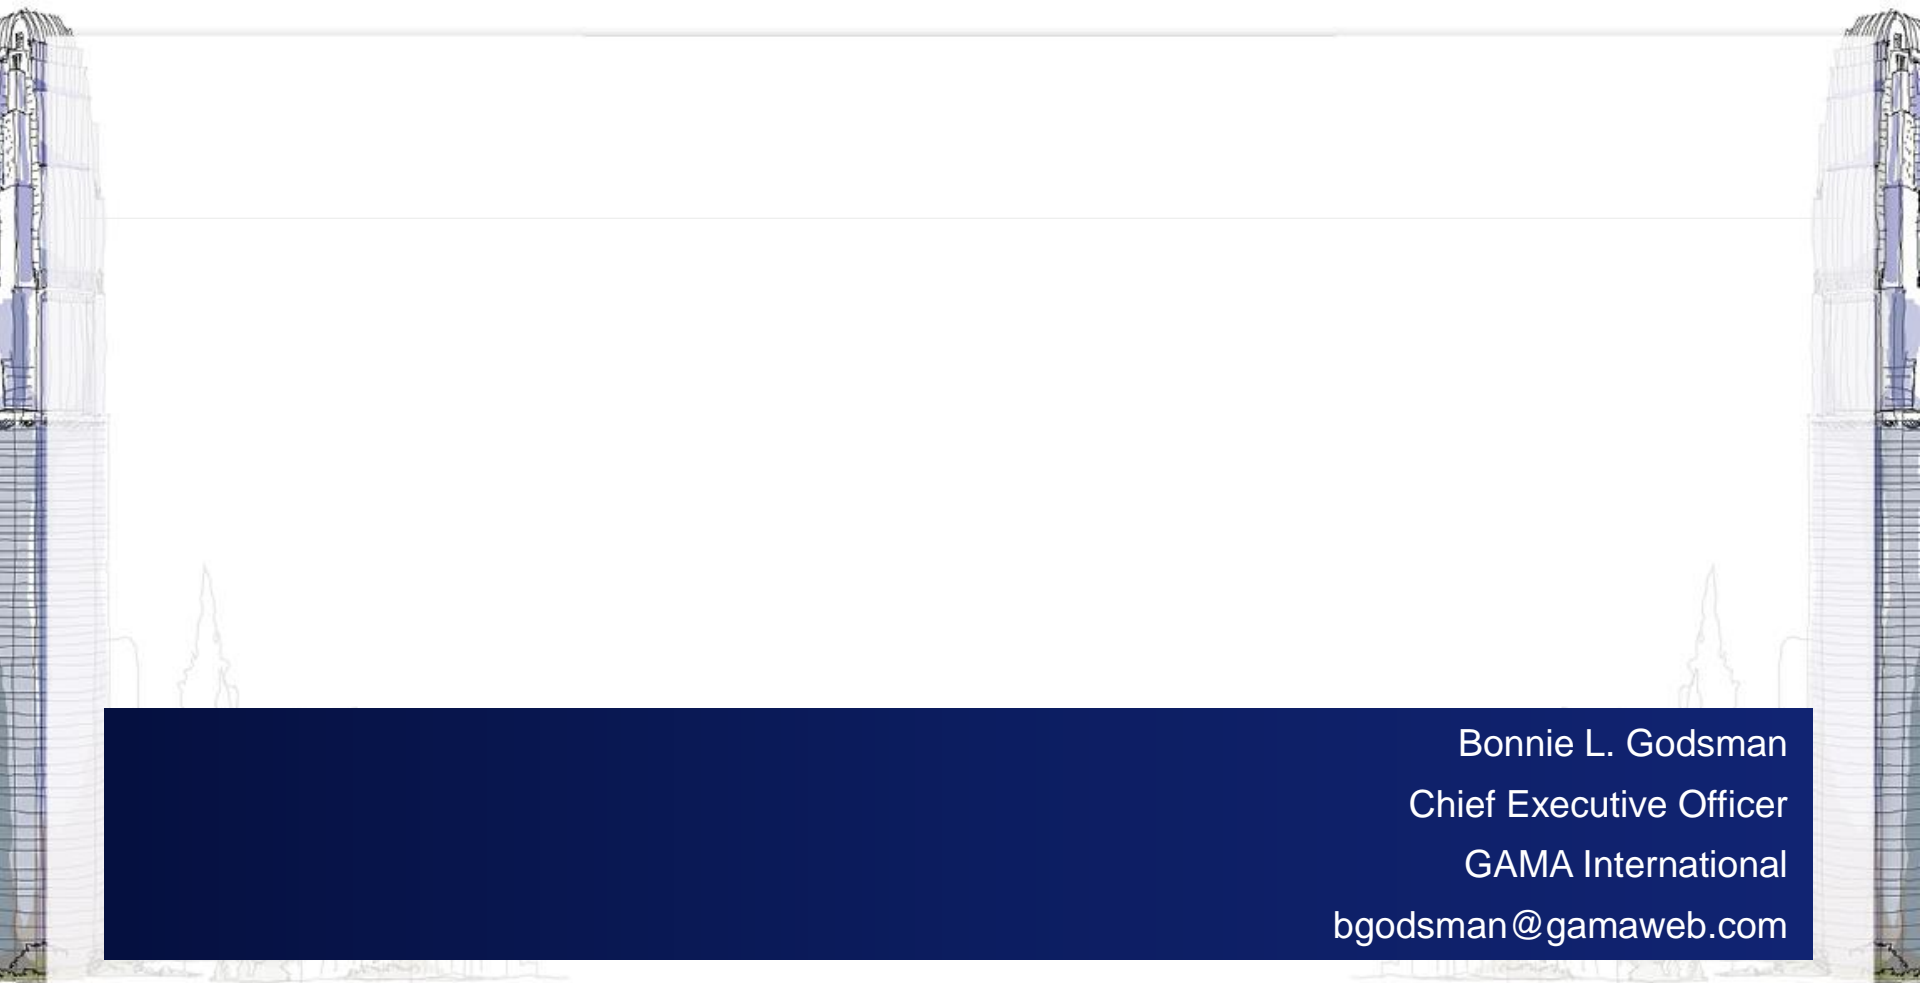 Bonnie L. Godsman
Chief Executive Officer
GAMA International
bgodsman@gamaweb.com